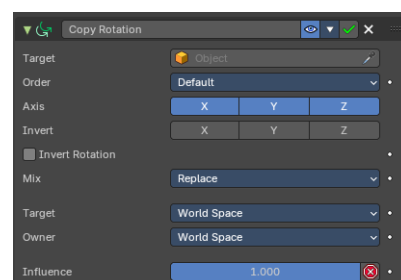 Copy Rotation
Target Object
Order Default
Axis X Y Z
Invert X Y Z
Invert Rotation
Mix Replace
Target World Space
Owner World Space
Influence 1.000